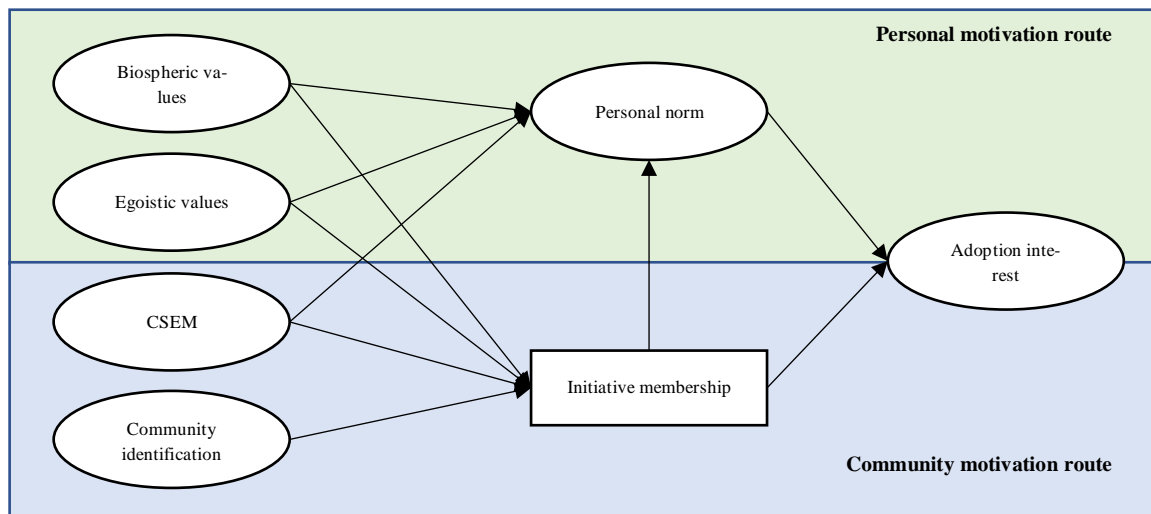 Personal motivation route
Biospheric va-
lues
Personal norm
Egoistic values
Adoption inte-
rest
CSEM
Initiative membership
Community
identification
Community motivation route